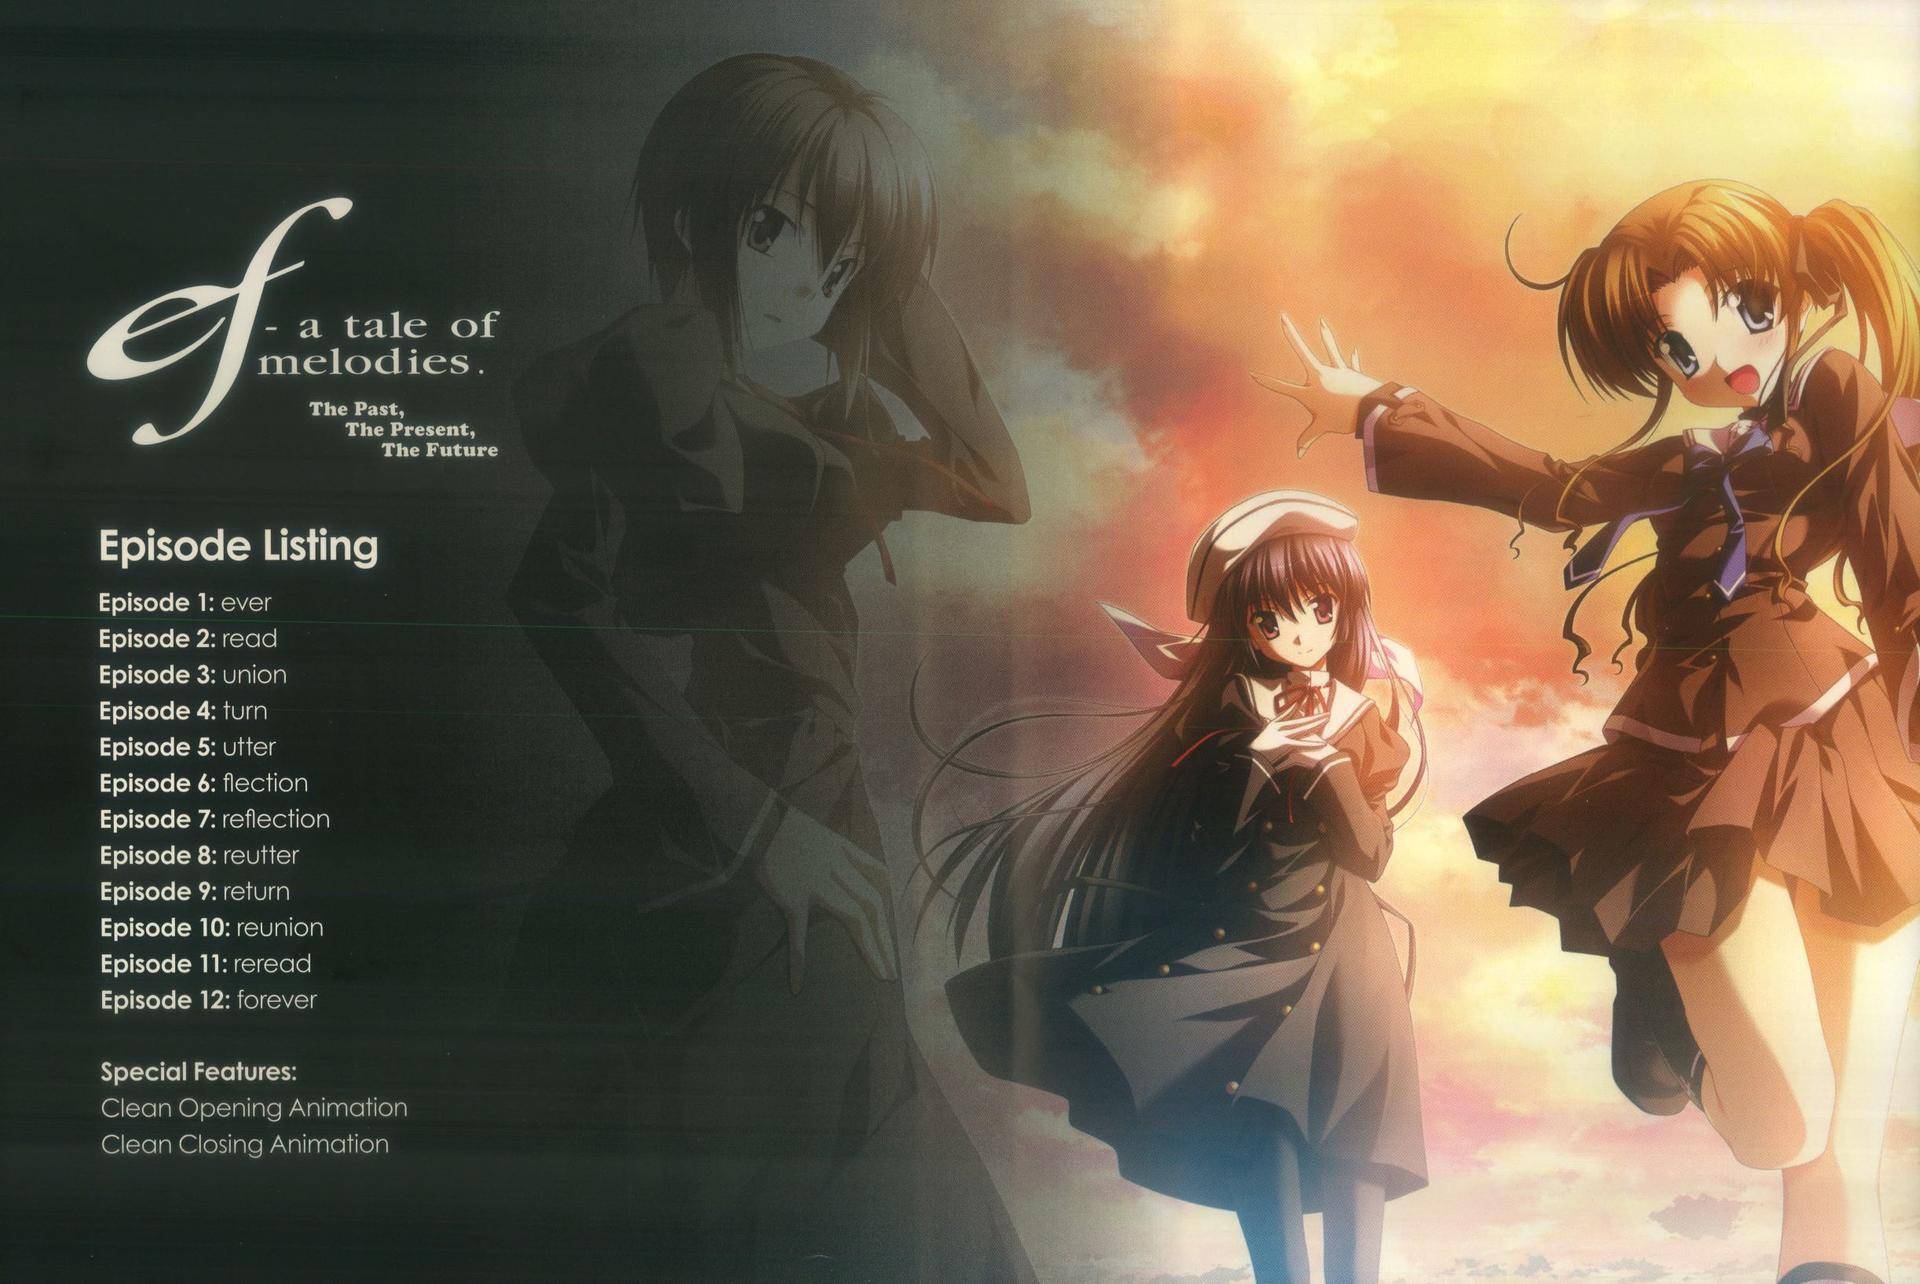 ef - a tale of
melodies.
The Past,
The Present,
The Future
Episode Listing
Episode 1: ever
Episode 2: read
Episode 3: union
Episode 4: turn
Episode 5: utter
Episode 6: flection
Episode 7: reflection
Episode 8: reutter
Episode 9: return
Episode 10: reunion
Episode 11: reread
Episode 12: forever
Special Features:
Clean Opening Animation
Clean Closing Animation